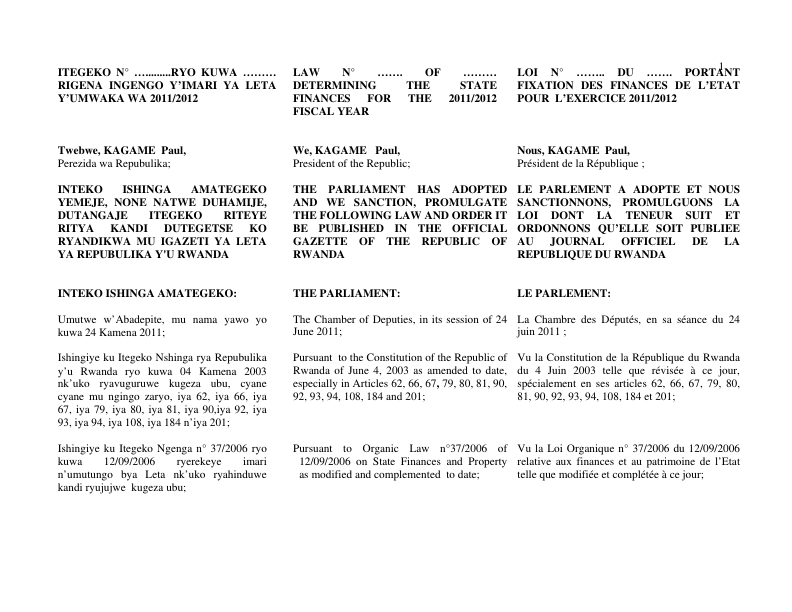 1
ITEGEKO N° ….........RYO KUWA ………
RIGENA INGENGO Y’IMARI YA LETA
Y’UMWAKA WA 2011/2012
Twebwe, KAGAME Paul,
Perezida wa Repubulika;
INTEKO ISHINGA AMATEGEKO
YEMEJE, NONE NATWE DUHAMIJE,
DUTANGAJE ITEGEKO RITEYE
RITYA KANDI DUTEGETSE KO
RYANDIKWA MU IGAZETI YA LETA
YA REPUBULIKA Y'U RWANDA
INTEKO ISHINGA AMATEGEKO:
Umutwe w’Abadepite, mu nama yawo yo
kuwa 24 Kamena 2011;
Ishingiye ku Itegeko Nshinga rya Repubulika
y’u Rwanda ryo kuwa 04 Kamena 2003
nk’uko ryavuguruwe kugeza ubu, cyane
cyane mu ngingo zaryo, iya 62, iya 66, iya
67, iya 79, iya 80, iya 81, iya 90,iya 92, iya
93, iya 94, iya 108, iya 184 n’iya 201;
Ishingiye ku Itegeko Ngenga n° 37/2006 ryo
kuwa 12/09/2006 ryerekeye imari
n’umutungo bya Leta nk’uko ryahinduwe
kandi ryujujwe kugeza ubu;
LAW N° ……. OF ………
DETERMINING THE STATE
FINANCES FOR THE 2011/2012
FISCAL YEAR
We, KAGAME Paul,
President of the Republic;
THE PARLIAMENT HAS ADOPTED
AND WE SANCTION, PROMULGATE
THE FOLLOWING LAW AND ORDER IT
BE PUBLISHED IN THE OFFICIAL
GAZETTE OF THE REPUBLIC OF
RWANDA
THE PARLIAMENT:
The Chamber of Deputies, in its session of 24
June 2011;
Pursuant to the Constitution of the Republic of
Rwanda of June 4, 2003 as amended to date,
especially in Articles 62, 66, 67, 79, 80, 81, 90,
92, 93, 94, 108, 184 and 201;
Pursuant to Organic Law n°37/2006 of
12/09/2006 on State Finances and Property
as modified and complemented to date;
LOI N° …….. DU ……. PORTANT
FIXATION DES FINANCES DE L’ETAT
POUR L’EXERCICE 2011/2012
Nous, KAGAME Paul,
Président de la République ;
LE PARLEMENT A ADOPTE ET NOUS
SANCTIONNONS, PROMULGUONS LA
LOI DONT LA TENEUR SUIT ET
ORDONNONS QU’ELLE SOIT PUBLIEE
AU JOURNAL OFFICIEL DE LA
REPUBLIQUE DU RWANDA
LE PARLEMENT:
La Chambre des Députés, en sa séance du 24
juin 2011 ;
Vu la Constitution de la République du Rwanda
du 4 Juin 2003 telle que révisée à ce jour,
spécialement en ses articles 62, 66, 67, 79, 80,
81, 90, 92, 93, 94, 108, 184 et 201;
Vu la Loi Organique n° 37/2006 du 12/09/2006
relative aux finances et au patrimoine de l’Etat
telle que modifiée et complétée à ce jour;